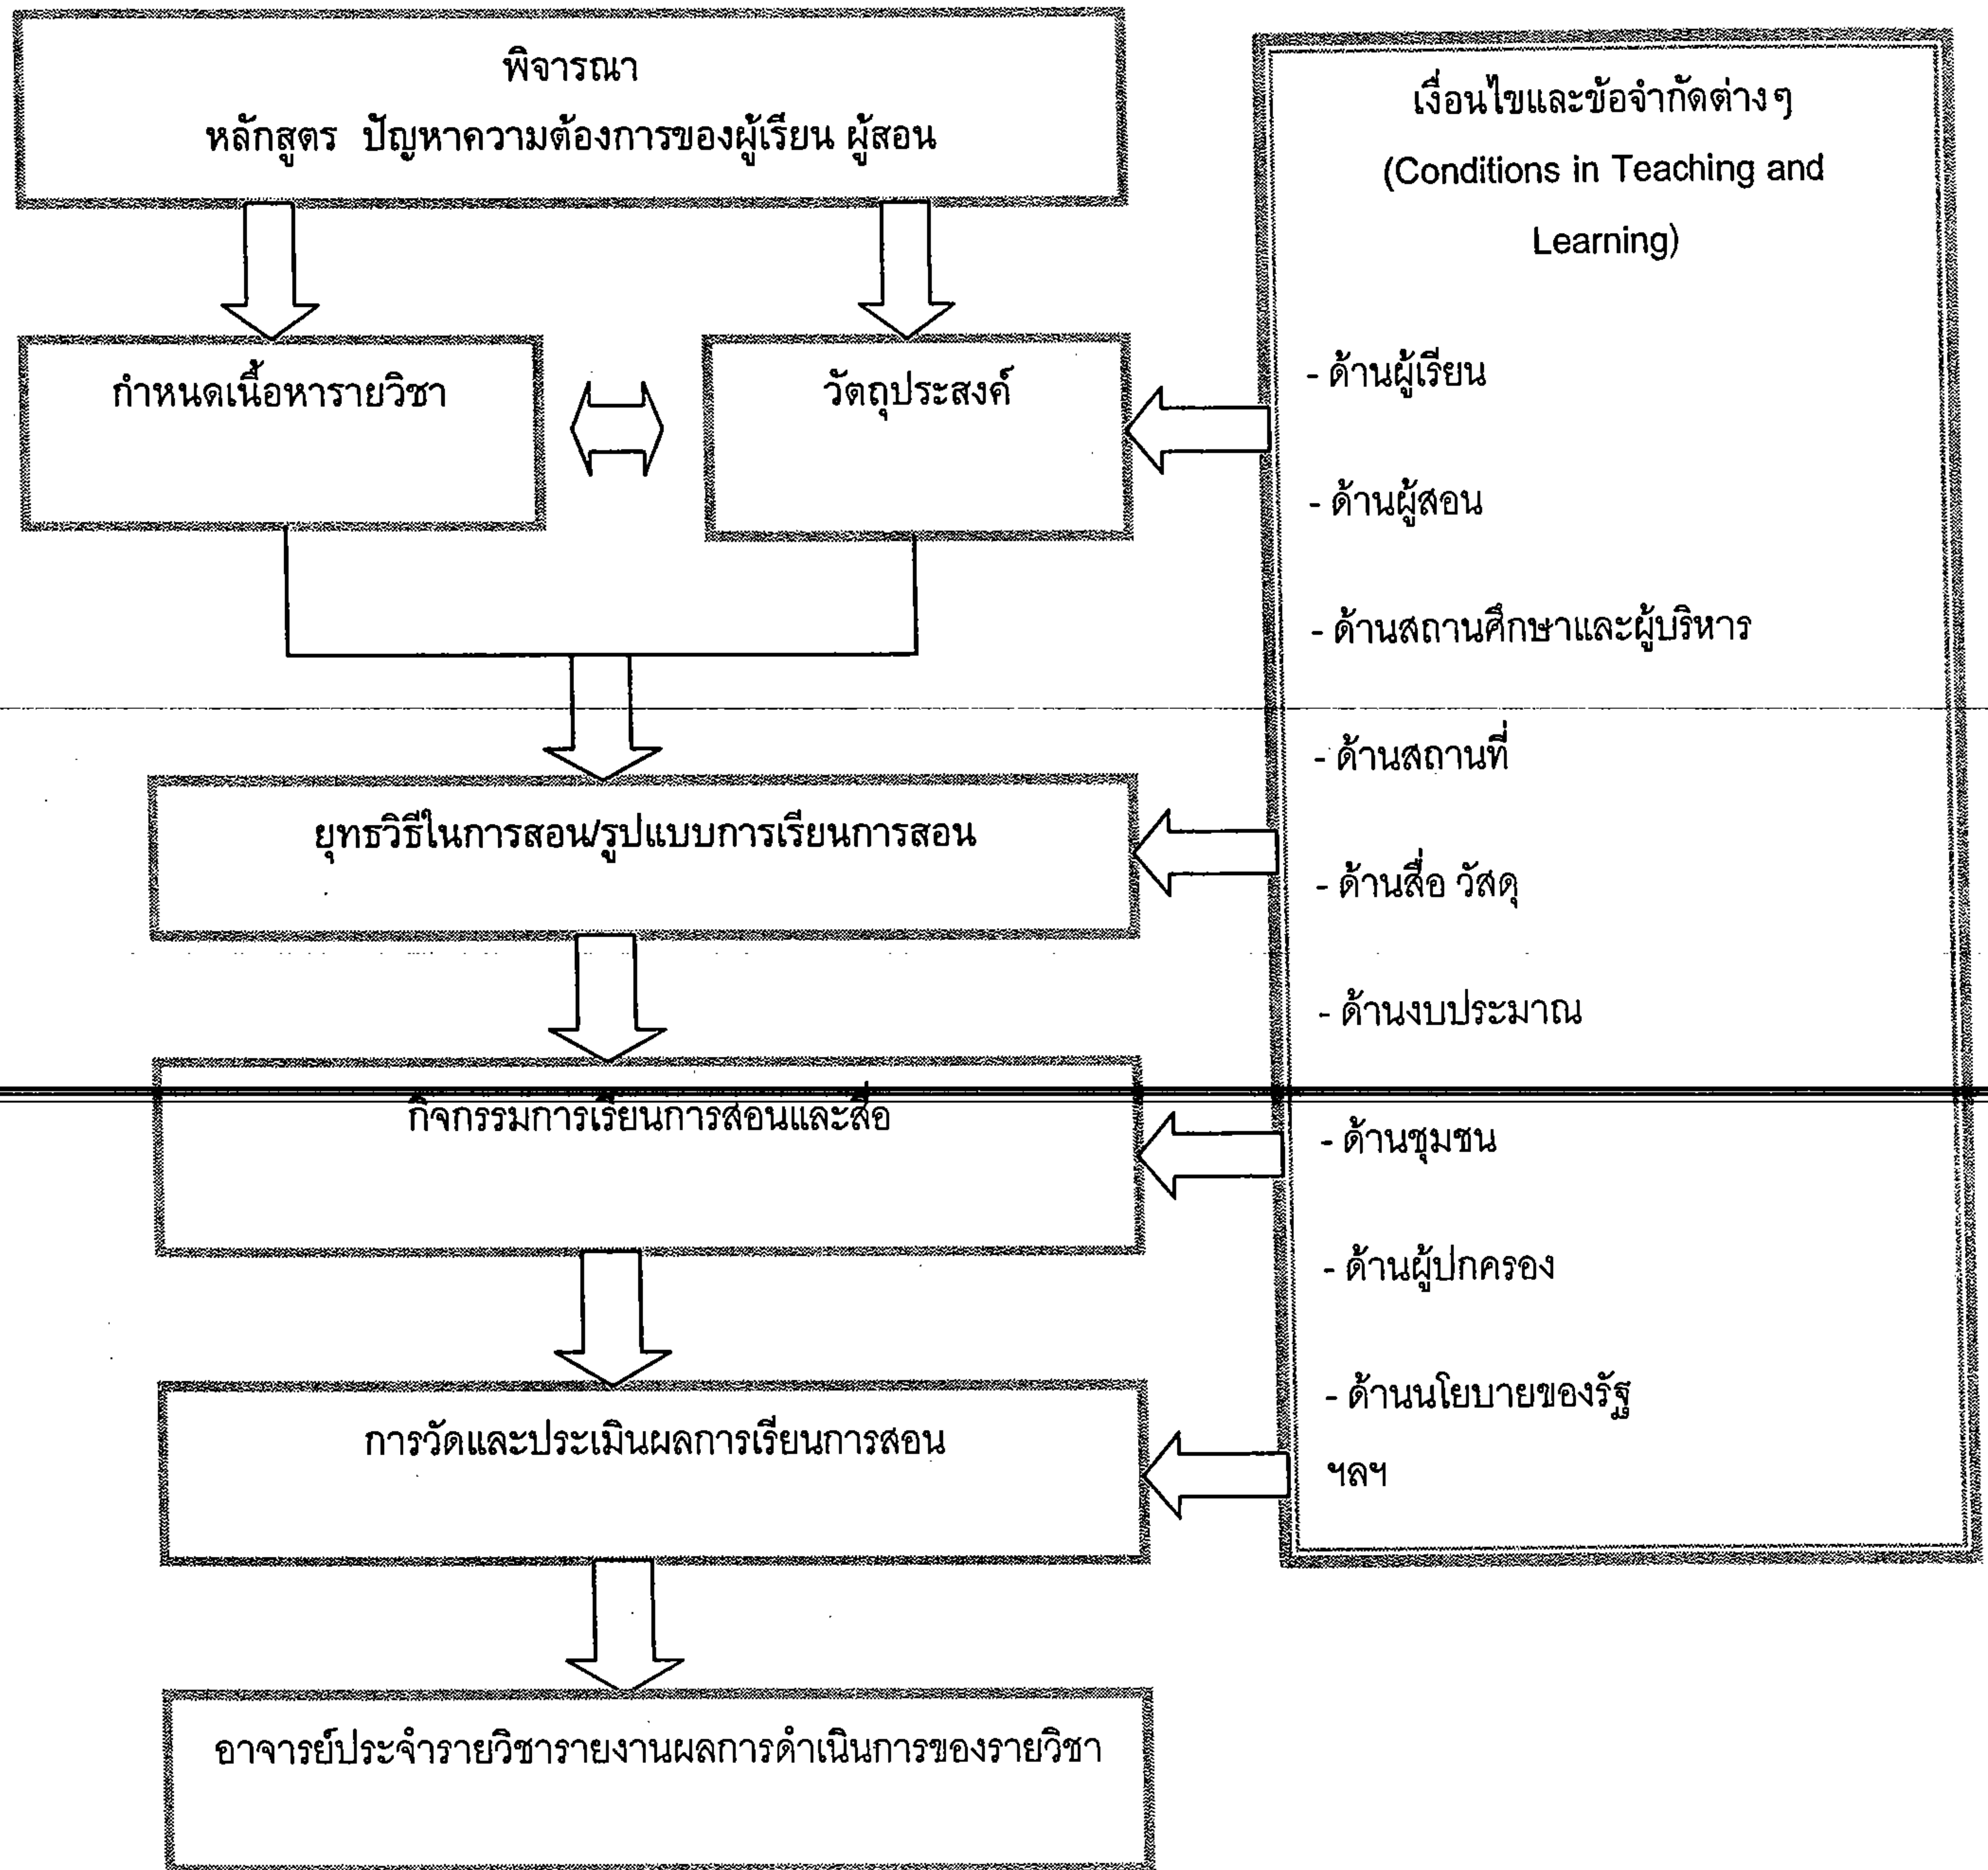 พิจารณา
หลักสูตร ปัญหาความต้องการของผู้เรียน ผู้สอน
กำหนดเนื้อหารายวิชา
วัตถุประสงค์
ยุทธวิธีในการสอน/รูปแบบการเรียนการสอน
กิจกรรมการเรียนการสอนและสื่อ
การวัดและประเมินผลการเรียนการสอน
อาจารย์ประจำรายวิชารายงานผลการดำเนินการของรายวิชา
เงื่อนไขและข้อจำกัดต่างๆ
(Conditions in Teaching and
Learning)
- ด้านผู้เรียน
- ด้านผู้สอน
- ด้านสถานศึกษาและผู้บริหาร
- ด้านสถานที่
- ด้านสื่อ วัสดุ
- ด้านงบประมาณ
- ด้านชุมชน
- ด้านผู้ปกครอง
- ด้านนโยบายของรัฐ
ฯลฯ